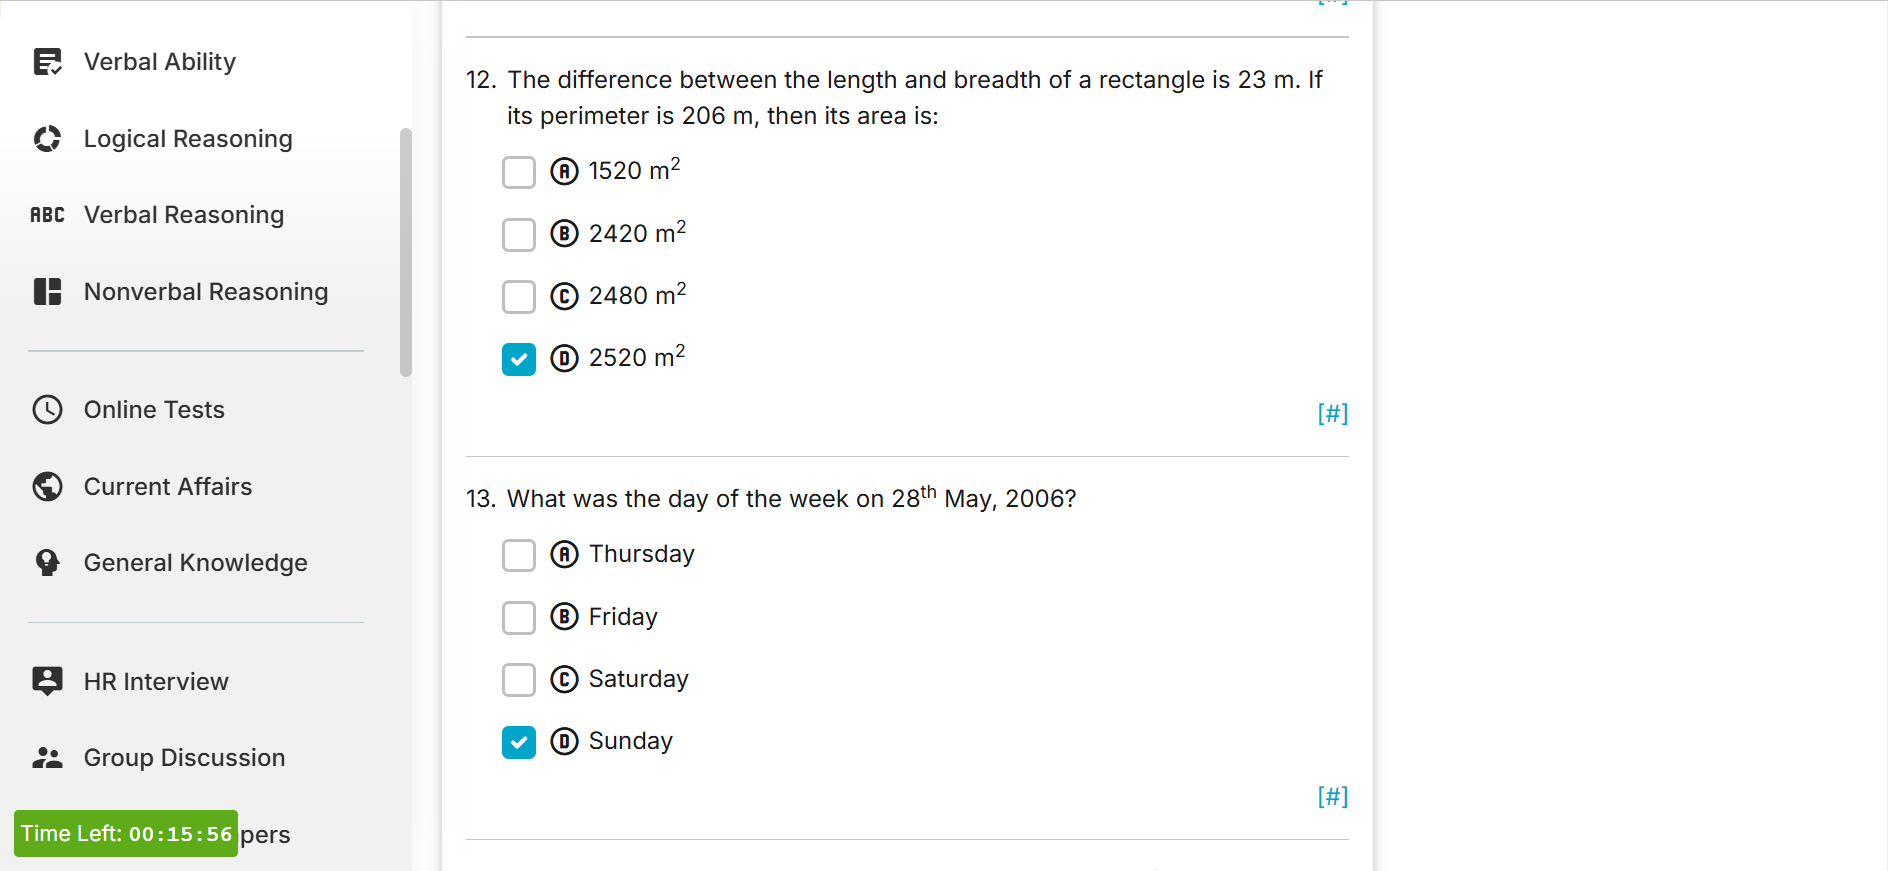 Verbal Ability
Logical Reasoning
ABC Verbal Reasoning
Nonverbal Reasoning
Online Tests
Current Affairs
General Knowledge
HR Interview
Group Discussion
Time Left: 00:15:56 pers
12. The difference between the length and breadth of a rectangle is 23 m. If
its perimeter is 206 m, then its area is:
A 1520 m²
B 2420 m²
C 2480 m²
D 2520 m²
[#]
13. What was the day of the week on 28th May, 2006?
A Thursday
B Friday
C Saturday
D Sunday
[#]